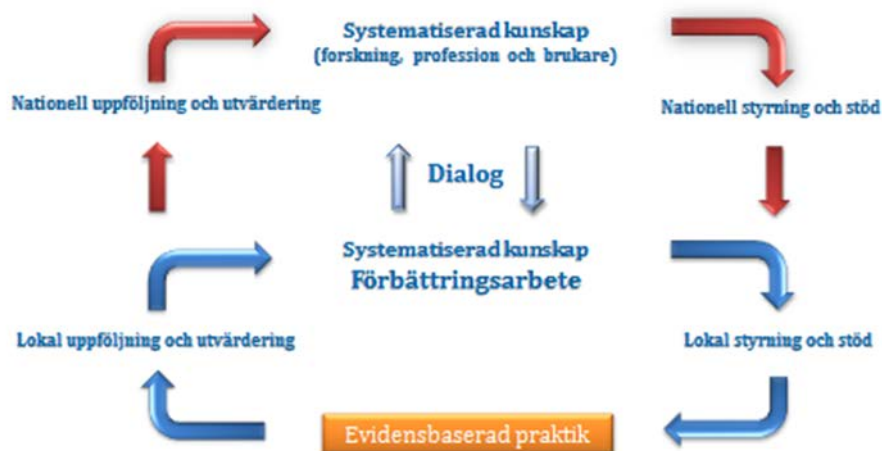 Systematiserad kunskap
(forskning, profession och brukare)
Nationell uppföljning och utvärdering
Nationell styrning och stöd
Dialog
Systematiserad kunskap
Förbättringsarbete
Lokal uppföljning och utvärdering
Lokal styrning och stöd
Evidensbaserad praktik